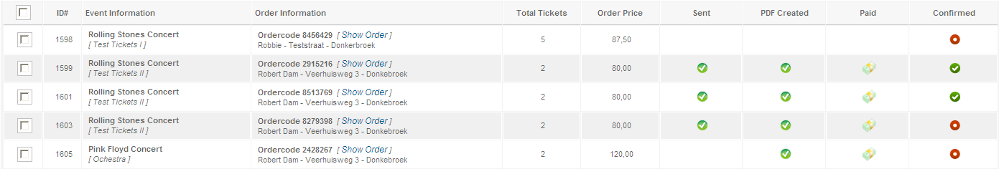 ID# Event Information Order Information Total Tickets Order Price Sent PDF Created Paid Confirmed
1598 Rolling Stones Concert Ordercode 8456429 [ Show Order ] 5 87,50
[ Test Tickets I ] Robbie - Teststraat - Donkerbroek
1599 Rolling Stones Concert Ordercode 2915216 [ Show Order ] 2 80,00
[ Test Tickets II ] Robert Dam - Veerhuisweg 3 - Donkebroek
1601 Rolling Stones Concert Ordercode 8513769 [ Show Order ] 2 80,00
[ Test Tickets II ] Robert Dam - Veerhuisweg 3 - Donkebroek
1603 Rolling Stones Concert Ordercode 8279398 [ Show Order ] 2 80,00
[ Test Tickets II ] Robert Dam - Veerhuisweg 3 - Donkebroek
1605 Pink Floyd Concert Ordercode 2428267 [ Show Order ] 2 120,00
[ Ochestra ] Robert Dam - Veerhuisweg 3 - Donkebroek